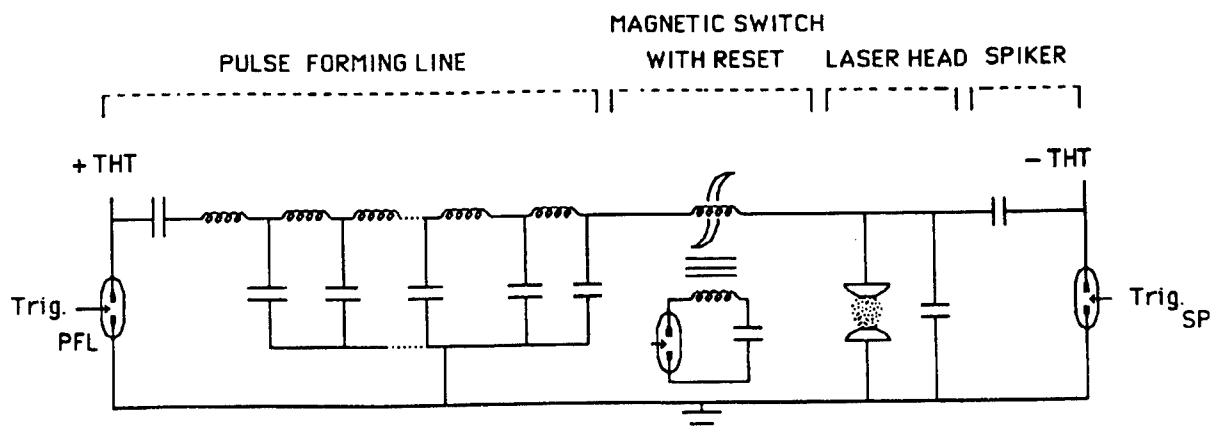 MAGNETIC SWITCH
PULSE FORMING LINE WITH RESET LASER HEAD SPIKER
+ THT
- THT
Trig.
PFL
Trig.
SP